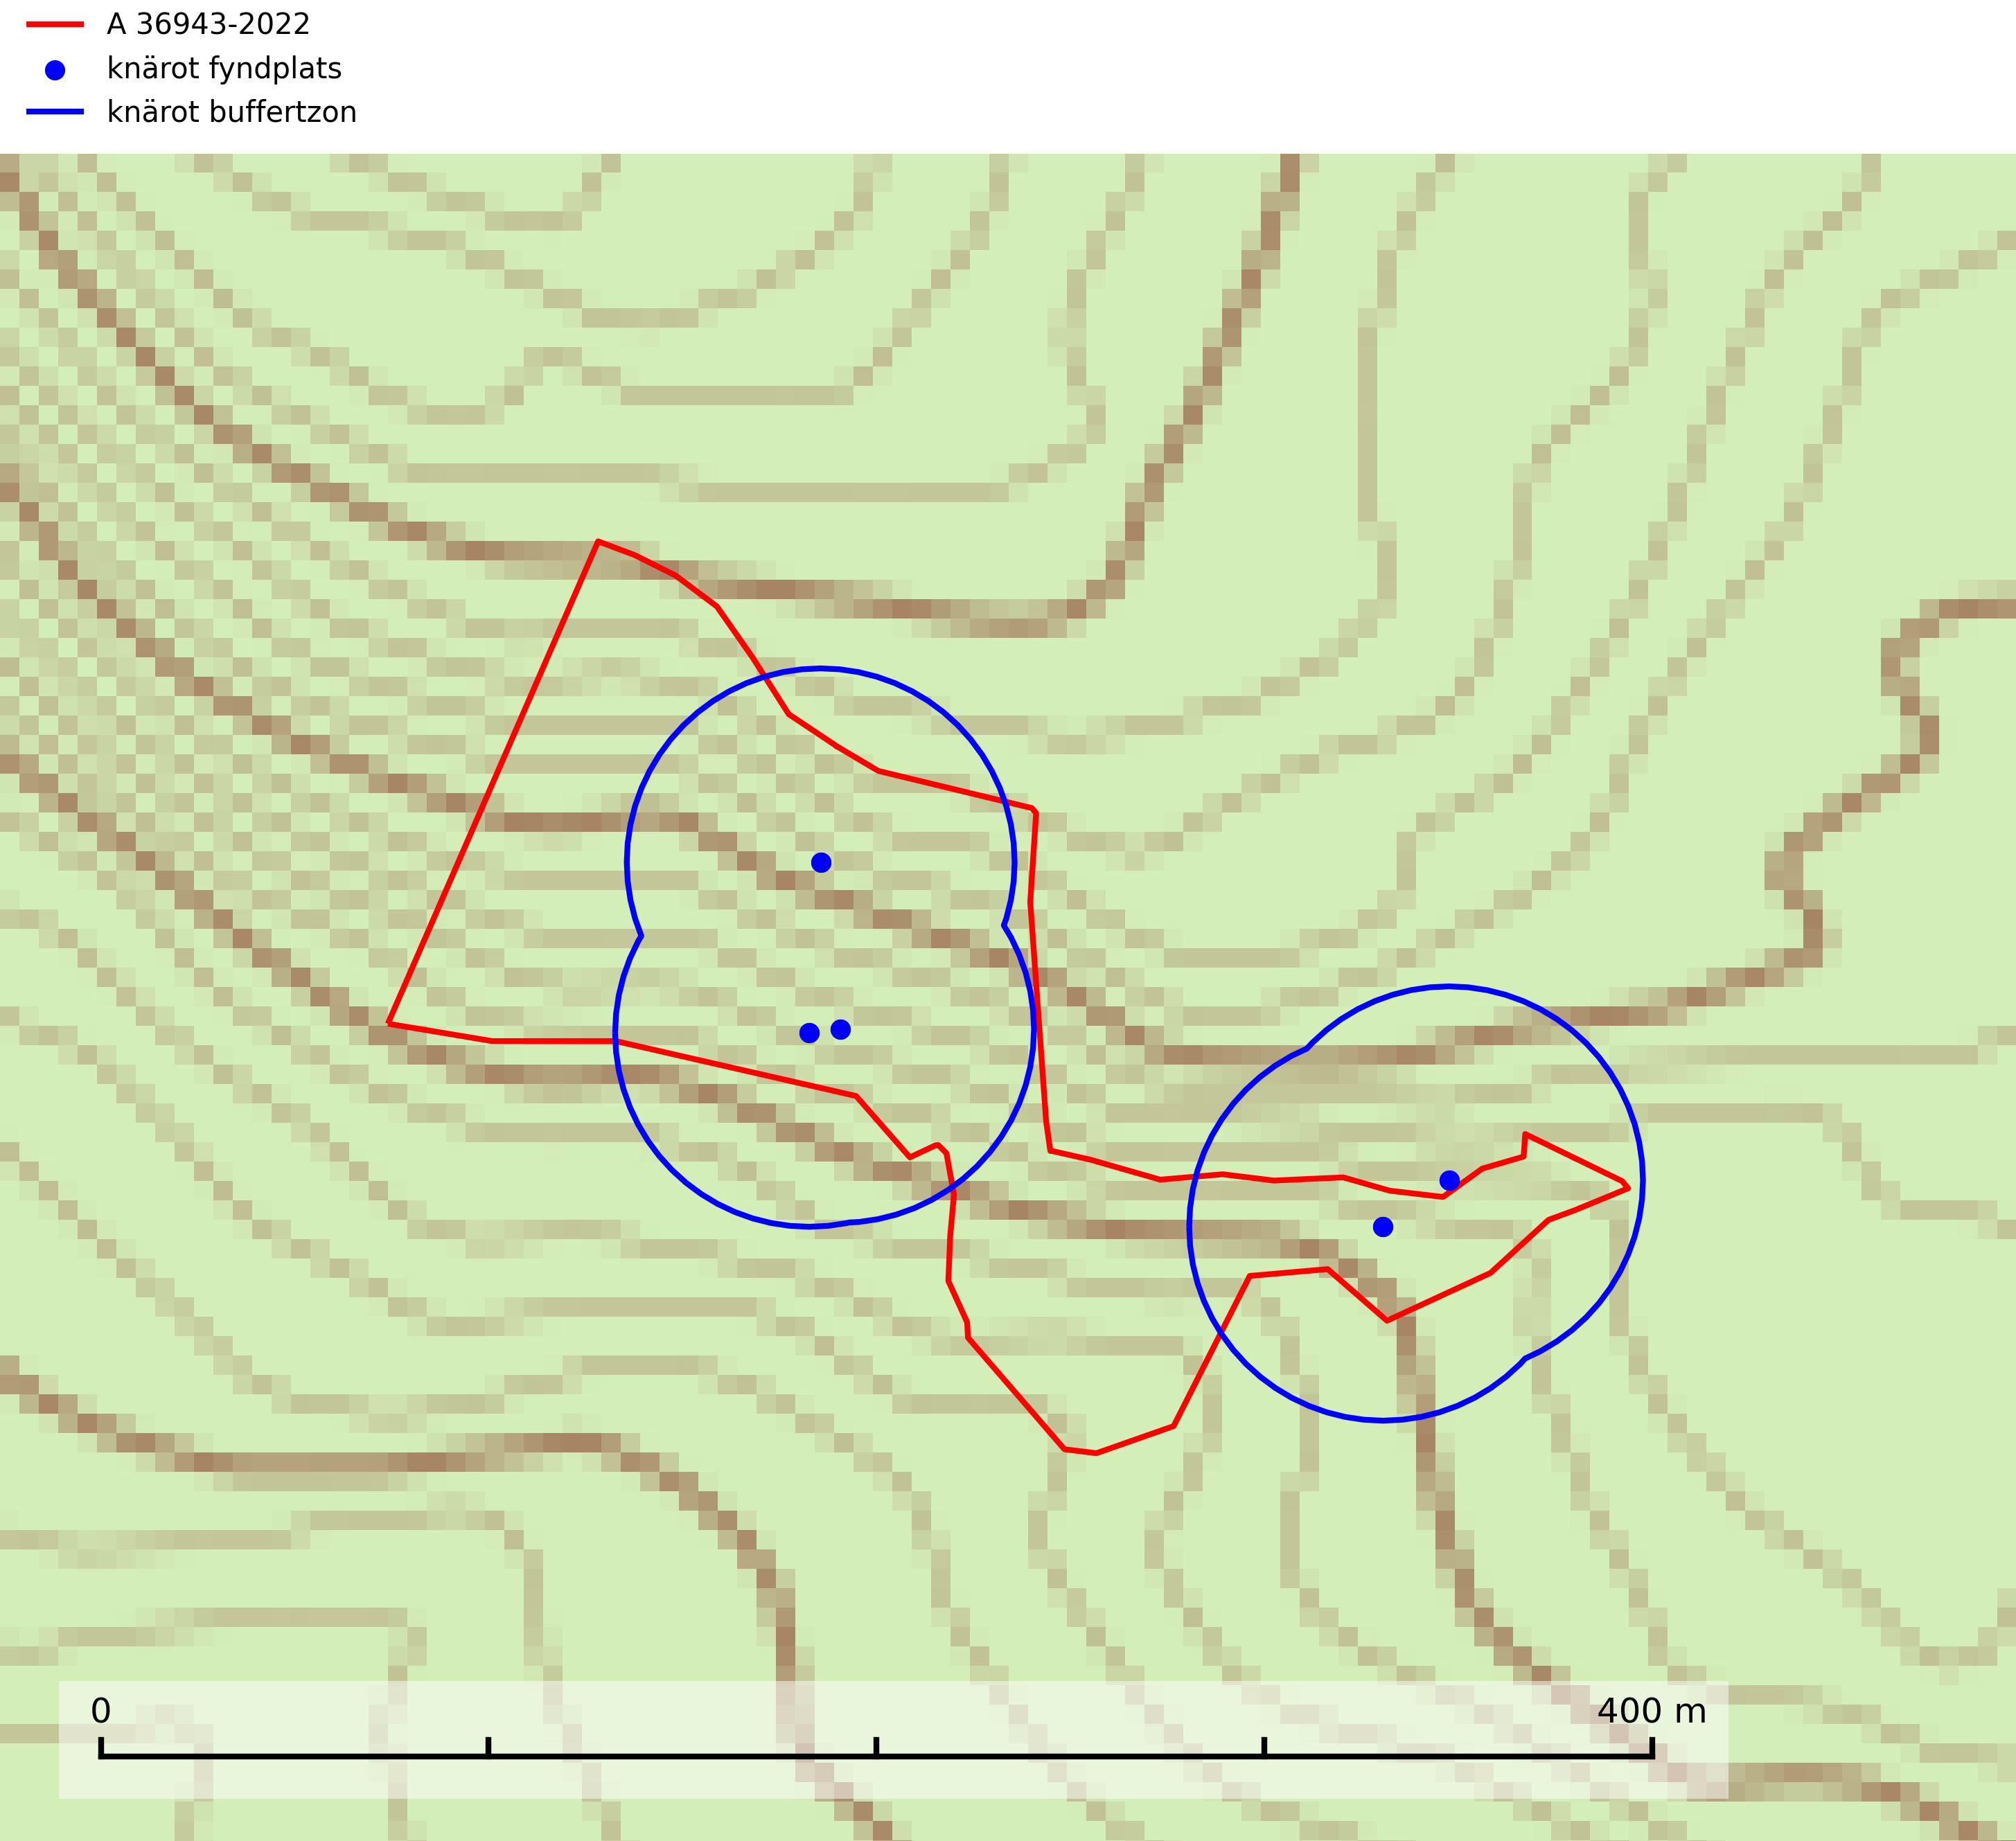 A 36943-2022
knärot fyndplats
knärot buffertzon
0 400 m